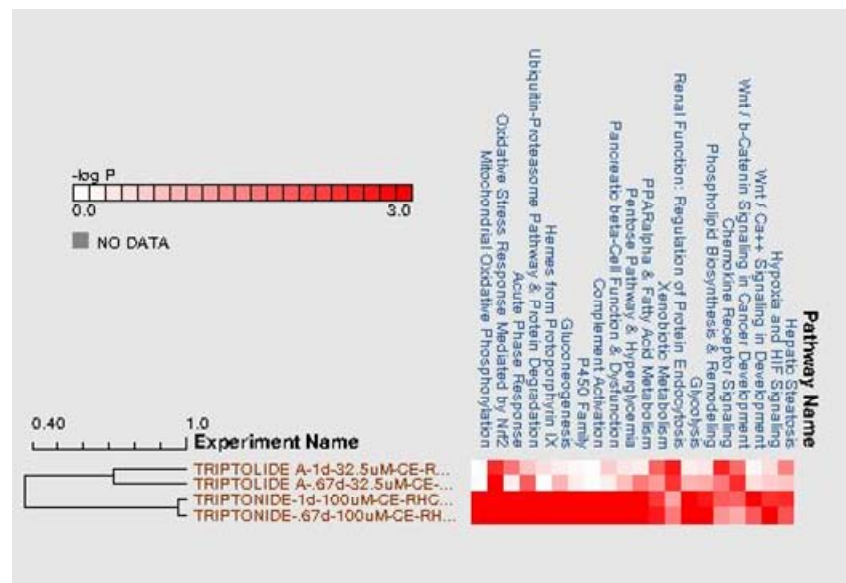 -log P
0.0 3.0
NO DATA
Mitochondrial Oxidative Phosphorylation
Oxidative Stress Response Mediated by Nrf2
Acute Phase Response
Ubiquitin-Proteasome Pathway & Protein Degradation
Hemes from Protoporphyrin IX
Gluconeogenesis
P450 Family
Complement Activation
Pancreatic beta-Cell Function & Dysfunction
Pentose Pathway & Hyperglycemia
PPARalpha & Fatty Acid Metabolism
Xenobiotic Metabolism
Renal Function: Regulation of Protein Endocytosis
Glycolysis
Phospholipid Biosynthesis & Remodeling
Chemokine Receptor Signaling
Wnt / b-Catenin Signaling in Cancer Development
Wnt / Ca++ Signaling in Development
Hypoxia and HIF Signaling
Hepatic Steatosis
Pathway Name
0.40 1.0
Experiment Name
TRIPTOLIDE A-1d-32.5uM-CE-R...
TRIPTOLIDE A-.67d-32.5uM-CE-...
TRIPTONIDE-1d-100uM-CE-RHC...
TRIPTONIDE-.67d-100uM-CE-RH...